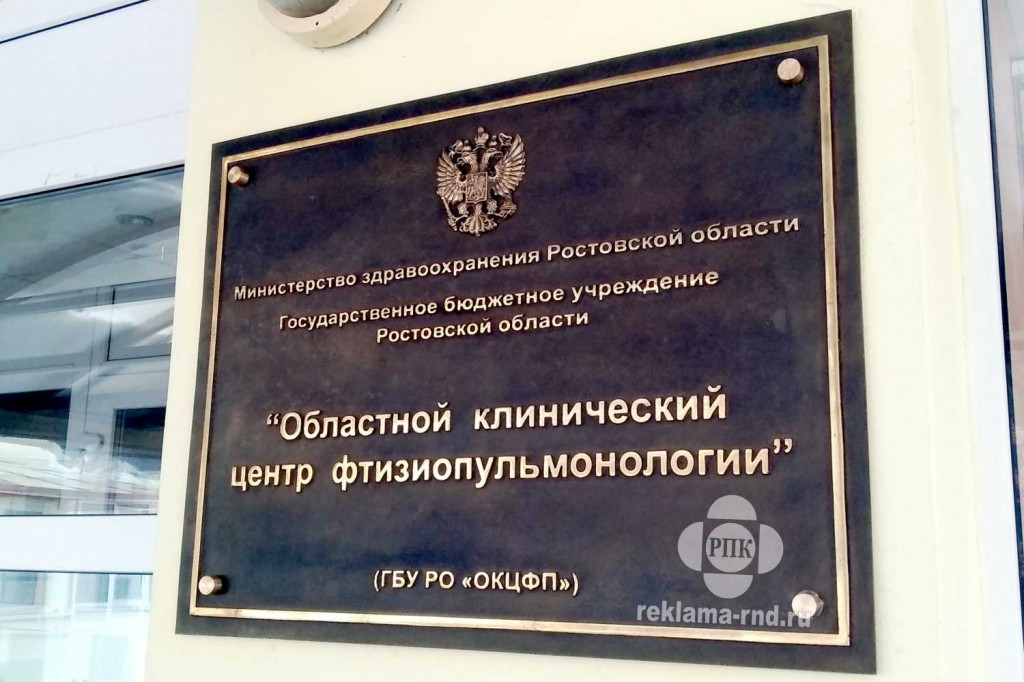 Министерство здравоохранения Ростовской области
Государственное бюджетное учреждение
Ростовской области
“Областной клинический
центр фтизиопульмонологии”
(ГБУ РО «ОКЦФП»)
РПК
reklama-rnd.ru